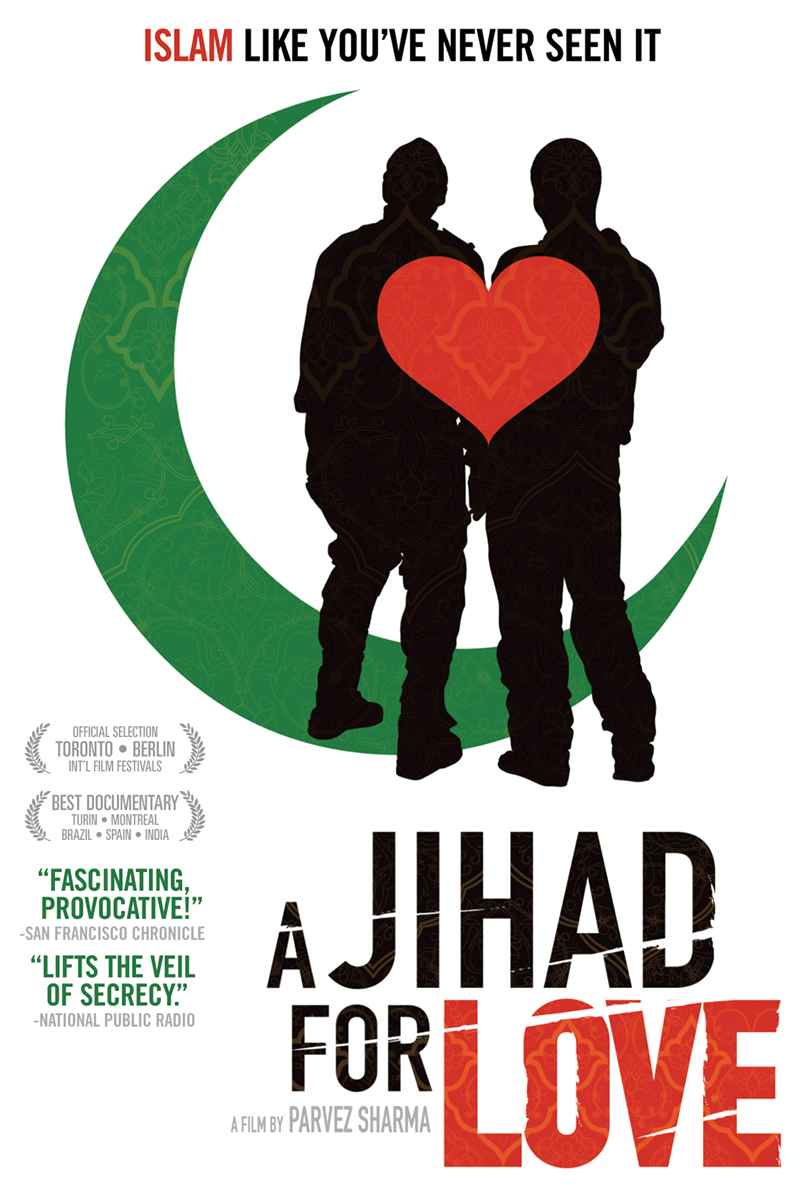 ISLAM LIKE YOU'VE NEVER SEEN IT
OFFICIAL SELECTION
TORONTO • BERLIN
INT'L FILM FESTIVALS
BEST DOCUMENTARY
TURIN • MONTREAL
BRAZIL • SPAIN • INDIA
“FASCINATING,
PROVOCATIVE!”
-SAN FRANCISCO CHRONICLE
“LIFTS THE VEIL
OF SECRECY.”
-NATIONAL PUBLIC RADIO
A JIHAD
FOR LOVE
A FILM BY PARVEZ SHARMA